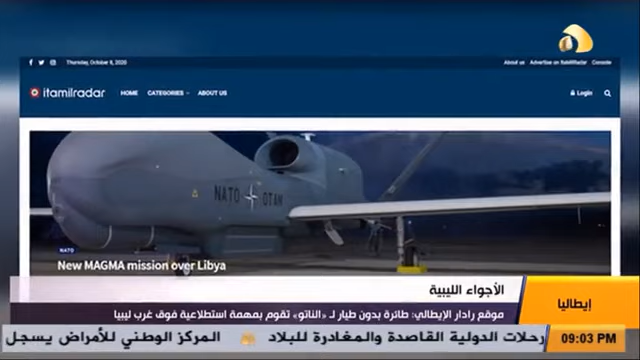 Thursday, October 8, 2020
About us Advertise on ItaMilRadar Console
itamilradar HOME CATEGORIES ABOUT US Login
NATO OTAN
NATO
New MAGMA mission over Libya
الأجواء الليبية
إيطاليا
موقع رادار الإيطالي: طائرة بدون طيار لـ «الناتو» تقوم بمهمة استطلاعية فوق غرب ليبيا
09:03 PM
رحلات الدولية القاصدة والمغادرة للبلاد المركز الوطني للأمراض يسجل